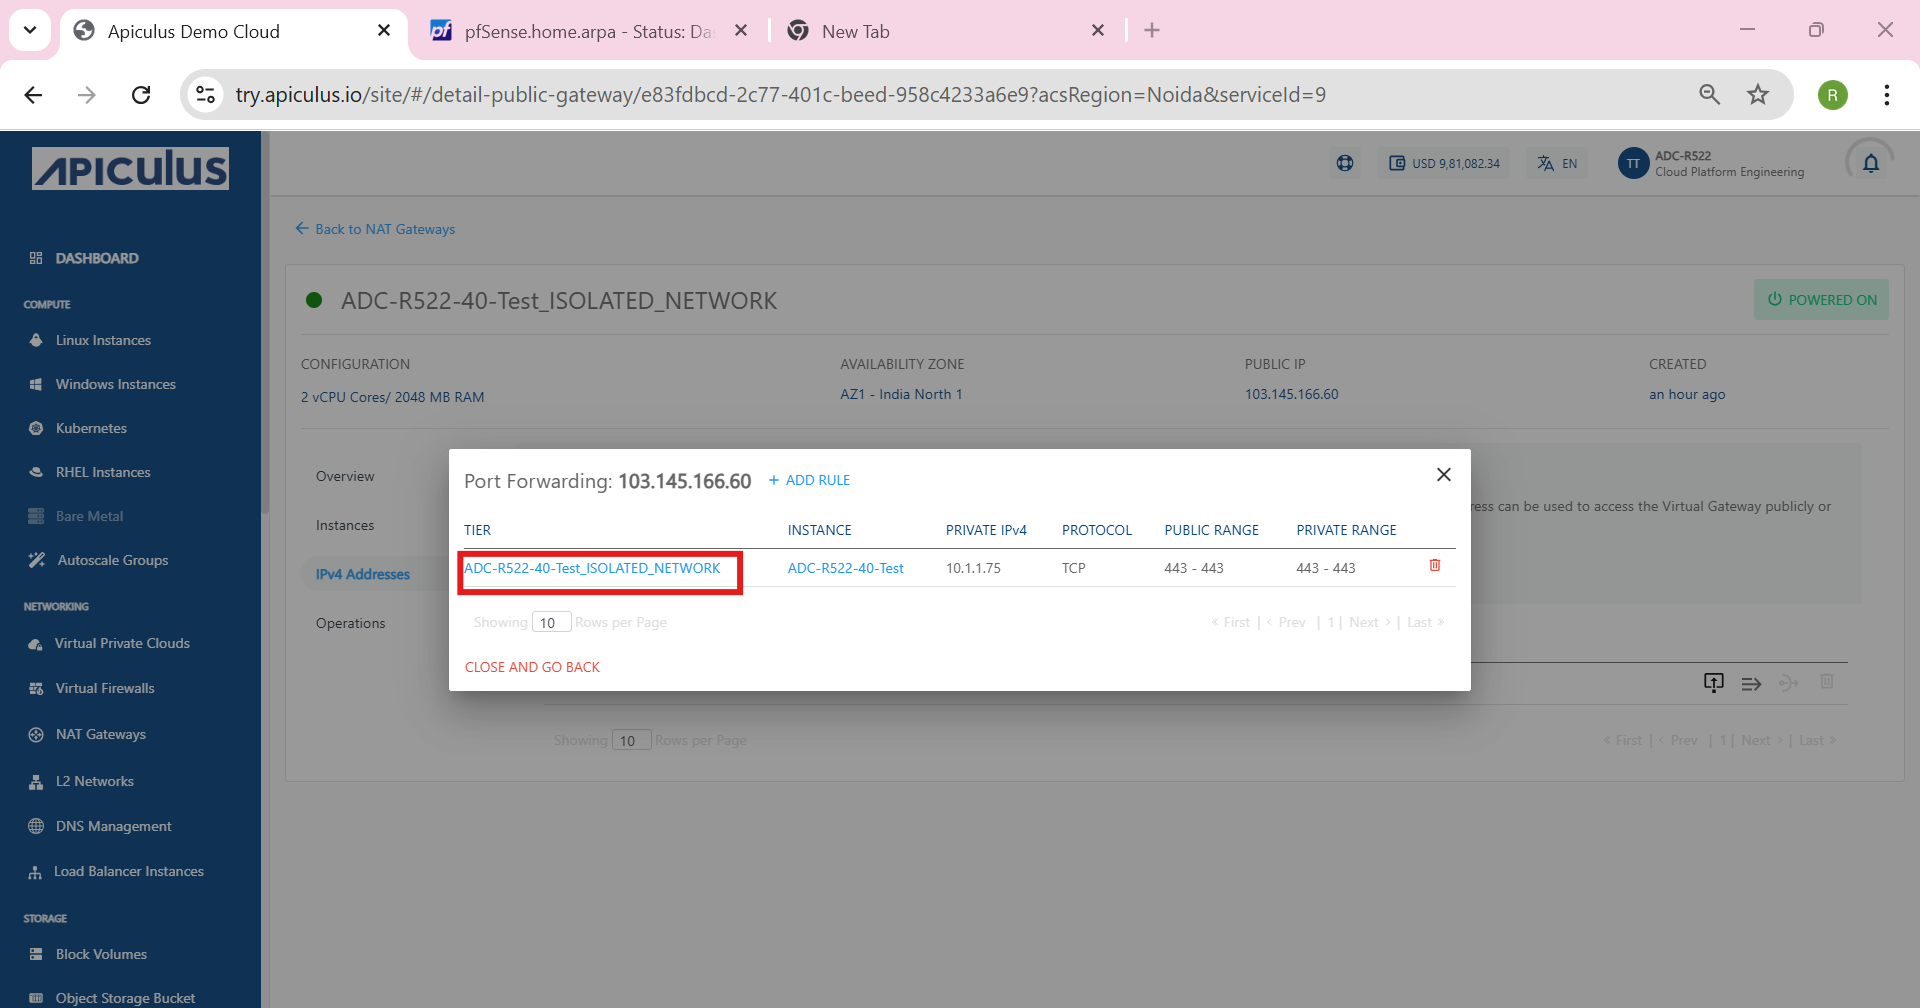 Apiculus Demo Cloud
pfSense.home.arpa - Status: Da
New Tab
try.apiculus.io/site/#/detail-public-gateway/e83fdbcd-2c77-401c-beed-958c4233a6e9?acsRegion=Noida&serviceId=9
R
APICULUS
USD 9,81,082.34
EN
TT
ADC-R522
Cloud Platform Engineering
DASHBOARD
COMPUTE
Linux Instances
Windows Instances
Kubernetes
RHEL Instances
Bare Metal
Autoscale Groups
NETWORKING
Virtual Private Clouds
Virtual Firewalls
NAT Gateways
L2 Networks
DNS Management
Load Balancer Instances
STORAGE
Block Volumes
Object Storage Bucket
Back to NAT Gateways
ADC-R522-40-Test_ISOLATED_NETWORK
POWERED ON
CONFIGURATION AVAILABILITY ZONE PUBLIC IP CREATED
2 vCPU Cores/ 2048 MB RAM AZ1 - India North 1 103.145.166.60 an hour ago
Overview
Instances
IPv4 Addresses
Operations
ress can be used to access the Virtual Gateway publicly or
Port Forwarding: 103.145.166.60 + ADD RULE
TIER INSTANCE PRIVATE IPv4 PROTOCOL PUBLIC RANGE PRIVATE RANGE
ADC-R522-40-Test_ISOLATED_NETWORK ADC-R522-40-Test 10.1.1.75 TCP 443 - 443 443 - 443
Showing 10 Rows per Page « First | ‹ Prev | 1 | Next › | Last »
CLOSE AND GO BACK
Showing 10 Rows per Page « First | ‹ Prev | 1 | Next › | Last »